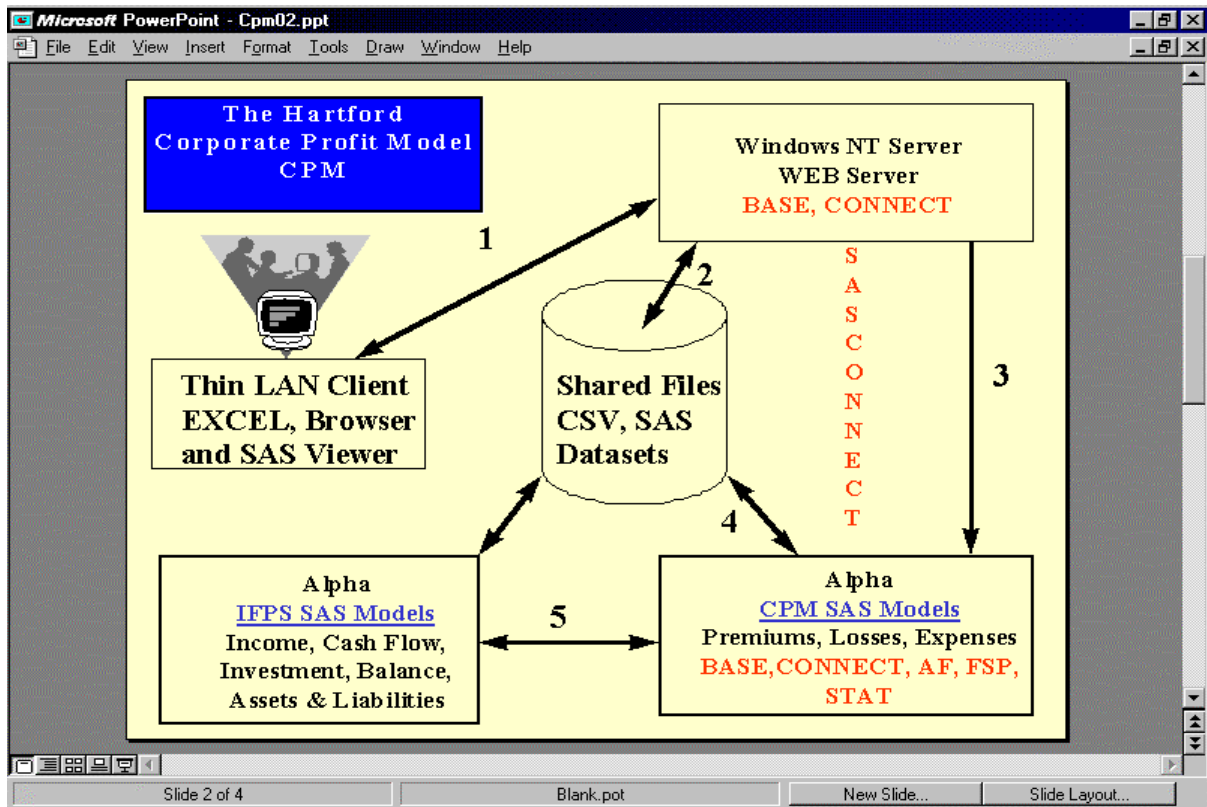 Microsoft PowerPoint - Cpm02.ppt
File Edit View Insert Format Tools Draw Window Help
The Hartford
Corporate Profit Model
CPM
Windows NT Server
WEB Server
BASE, CONNECT
1
2
S
A
S
C
O
N
N
E
C
T
3
Thin LAN Client
EXCEL, Browser
and SAS Viewer
Shared Files
CSV, SAS
Datasets
4
Alpha
IFPS SAS Models
Income, Cash Flow,
Investment, Balance,
Assets & Liabilities
5
Alpha
CPM SAS Models
Premiums, Losses, Expenses
BASE,CONNECT, AF, FSP,
STAT
Slide 2 of 4
Blank.pot
New Slide...
Slide Layout...